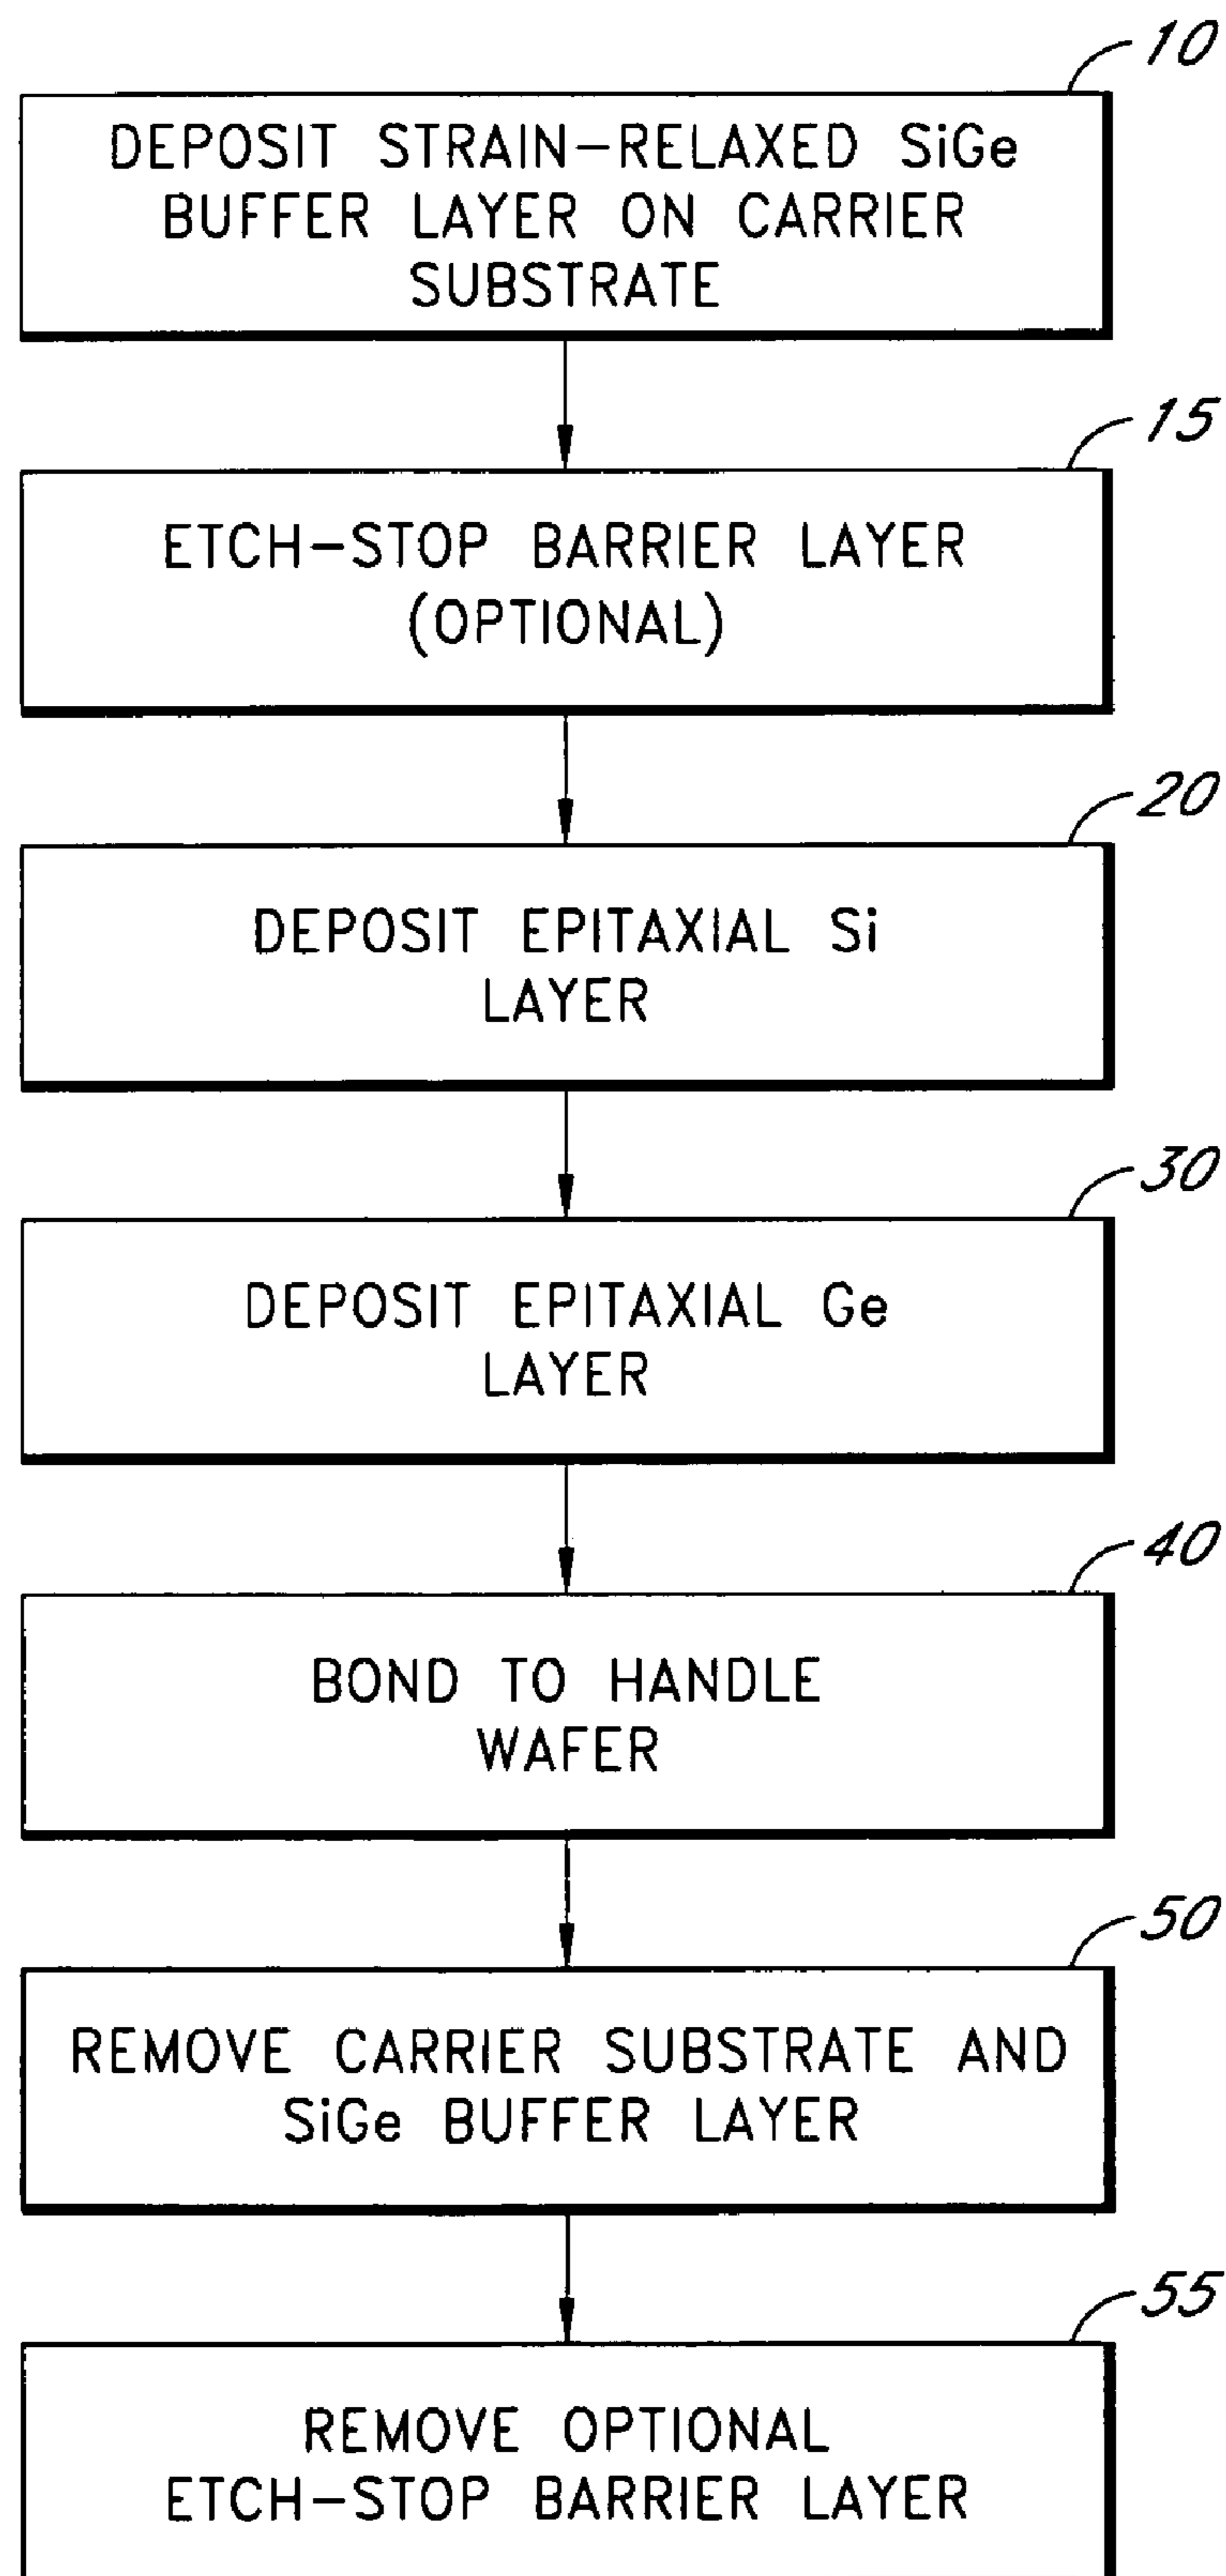 10
DEPOSIT STRAIN-RELAXED SiGe
BUFFER LAYER ON CARRIER
SUBSTRATE
15
ETCH-STOP BARRIER LAYER
(OPTIONAL)
20
DEPOSIT EPITAXIAL Si
LAYER
30
DEPOSIT EPITAXIAL Ge
LAYER
40
BOND TO HANDLE
WAFER
50
REMOVE CARRIER SUBSTRATE AND
SiGe BUFFER LAYER
55
REMOVE OPTIONAL
ETCH-STOP BARRIER LAYER